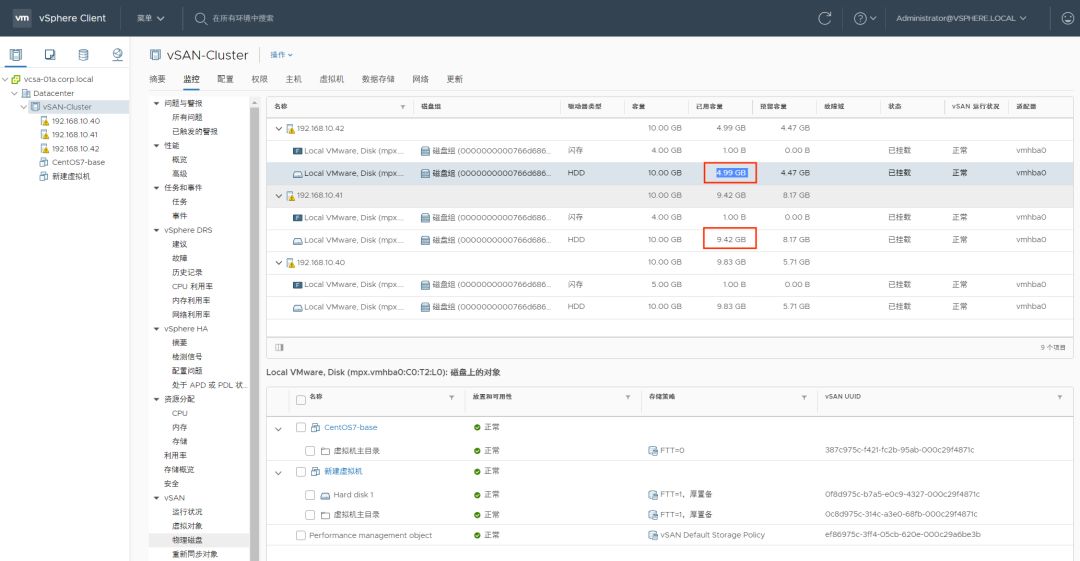 vm vSphere Client 菜单 在所有环境中搜索 Administrator@VSPHERE.LOCAL
vSAN-Cluster 操作
摘要 监控 配置 权限 主机 虚拟机 数据存储 网络 更新
vcsa-01a.corp.local
Datacenter
vSAN-Cluster
192.168.10.40
192.168.10.41
192.168.10.42
CentOS7-base
新建虚拟机
问题与警报
所有问题
已触发的警报
性能
概览
高级
任务和事件
任务
事件
vSphere DRS
建议
故障
历史记录
CPU 利用率
内存利用率
网络利用率
vSphere HA
摘要
检测信号
配置问题
处于 APD 或 PDL 状...
资源分配
CPU
内存
存储
利用率
存储概览
安全
vSAN
运行状况
虚拟对象
物理磁盘
重新同步对象
名称 磁盘组 驱动器类型 容量 已用容量 预留容量 故障域 状态 vSAN 运行状况 适配器
192.168.10.42 10.00 GB 4.99 GB 4.47 GB
Local VMware, Disk (mpx.... 磁盘组 (0000000000766d686... 闪存 4.00 GB 1.00 B 0.00 B 已挂载 正常 vmhba0
Local VMware, Disk (mpx.... 磁盘组 (0000000000766d686... HDD 10.00 GB 4.99 GB 4.47 GB 已挂载 正常 vmhba0
192.168.10.41 10.00 GB 9.42 GB 8.17 GB
Local VMware, Disk (mpx.... 磁盘组 (0000000000766d686... 闪存 4.00 GB 1.00 B 0.00 B 已挂载 正常 vmhba0
Local VMware, Disk (mpx.... 磁盘组 (0000000000766d686... HDD 10.00 GB 9.42 GB 8.17 GB 已挂载 正常 vmhba0
192.168.10.40 10.00 GB 9.83 GB 5.71 GB
Local VMware, Disk (mpx.... 磁盘组 (0000000000766d686... 闪存 5.00 GB 1.00 B 0.00 B 已挂载 正常 vmhba0
Local VMware, Disk (mpx.... 磁盘组 (0000000000766d686... HDD 10.00 GB 9.83 GB 5.71 GB 已挂载 正常 vmhba0
9 个项目
Local VMware, Disk (mpx.vmhba0:C0:T2:L0): 磁盘上的对象
名称 放置和可用性 存储策略 vSAN UUID
CentOS7-base 正常
虚拟机主目录 正常 FTT=0 387c975c-f421-fc2b-95ab-000c29f4871c
新建虚拟机 正常
Hard disk 1 正常 FTT=1，厚置备 0f8d975c-b7a5-e0c9-4327-000c29f4871c
虚拟机主目录 正常 FTT=1，厚置备 0c8d975c-314c-a3e0-68fb-000c29f4871c
Performance management object 正常 vSAN Default Storage Policy ef86975c-3ff4-05cb-620e-000c29a6be3b